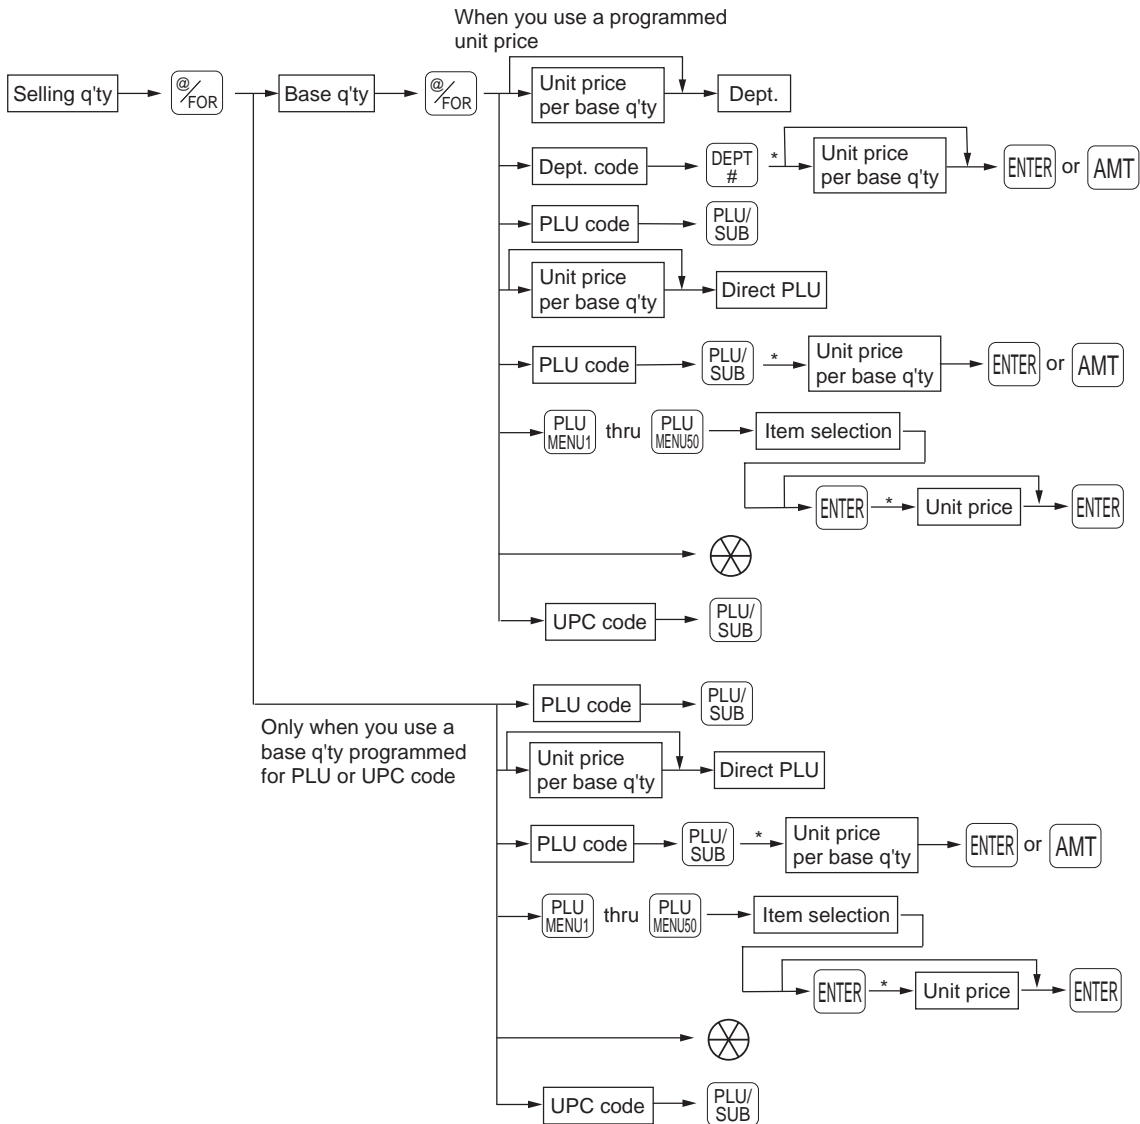 When you use a programmed
unit price
Selling q'ty
@/FOR
Base q'ty
@/FOR
Unit price
per base q'ty
Dept.
Dept. code
DEPT
#
*
Unit price
per base q'ty
ENTER or AMT
PLU code
PLU/
SUB
Unit price
per base q'ty
Direct PLU
PLU code
PLU/
SUB
*
Unit price
per base q'ty
ENTER or AMT
PLU
MENU1
thru
PLU
MENU50
Item selection
ENTER
*
Unit price
ENTER
UPC code
PLU/
SUB
Only when you use a
base q'ty programmed
for PLU or UPC code
PLU code
PLU/
SUB
Unit price
per base q'ty
Direct PLU
PLU code
PLU/
SUB
*
Unit price
per base q'ty
ENTER or AMT
PLU
MENU1
thru
PLU
MENU50
Item selection
ENTER
*
Unit price
ENTER
UPC code
PLU/
SUB